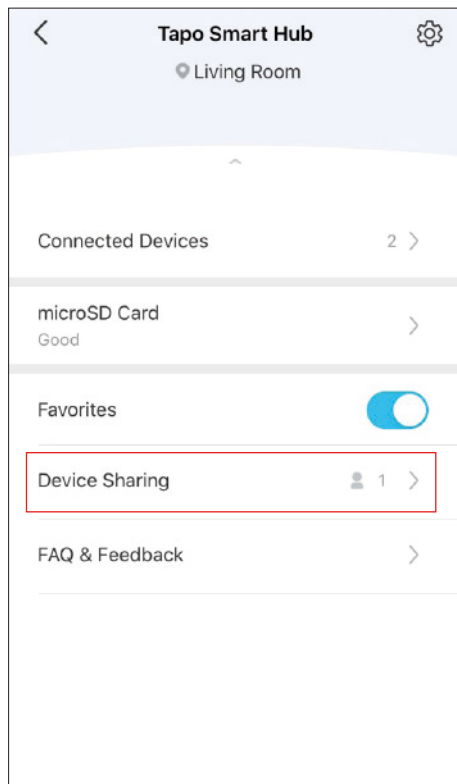 Tapo Smart Hub
Living Room
Connected Devices 2
microSD Card
Good
Favorites
Device Sharing 1
FAQ & Feedback